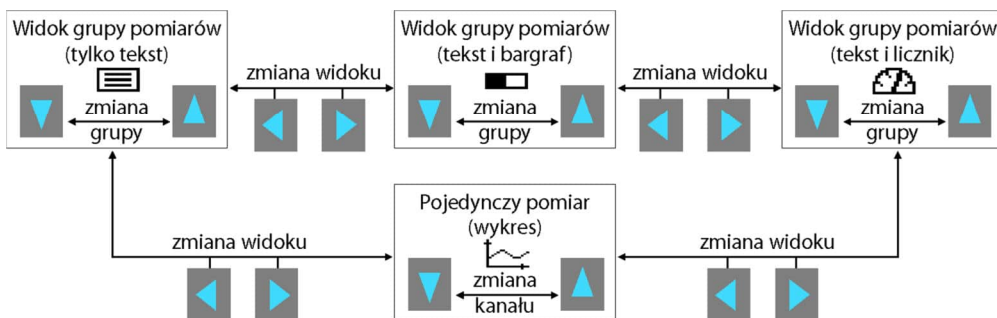 Widok grupy pomiarów
(tylko tekst)
zmiana
grupy
zmiana widoku
Widok grupy pomiarów
(tekst i bargraf)
zmiana
grupy
zmiana widoku
Widok grupy pomiarów
(tekst i licznik)
zmiana
grupy
zmiana widoku
Pojedynczy pomiar
(wykres)
zmiana
kanału
zmiana widoku